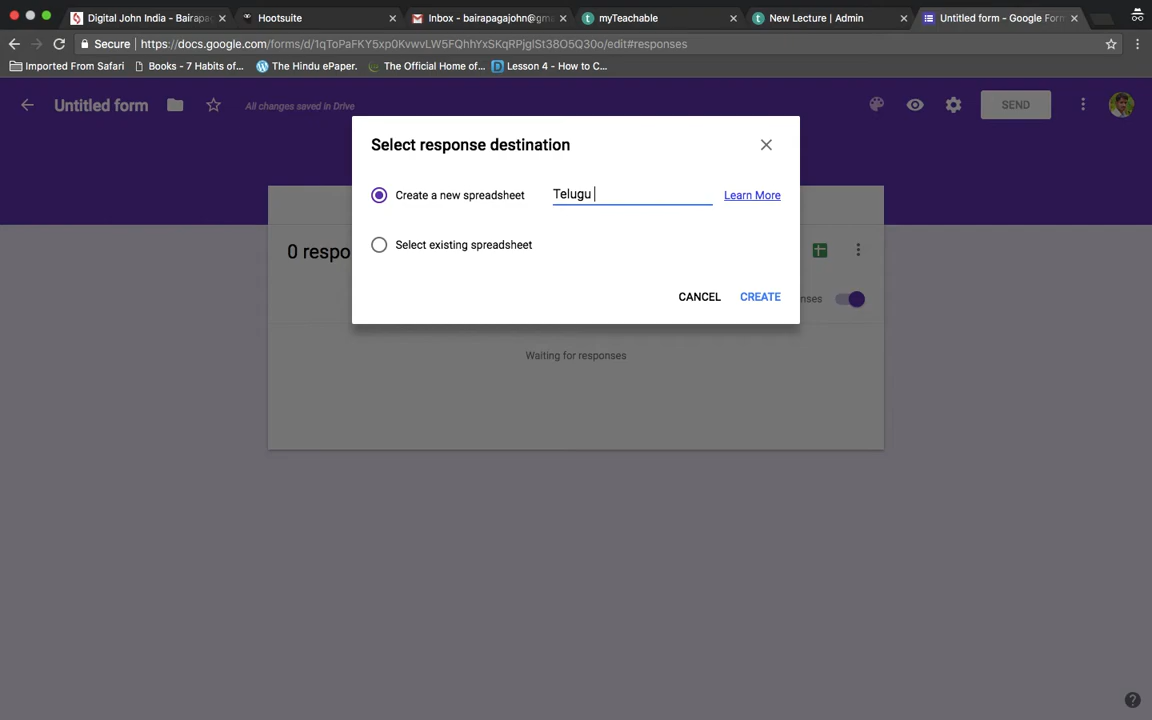 Digital John India - Bairapag
Hootsuite
Inbox - bairapagajohn@gma
myTeachable
New Lecture | Admin
Untitled form - Google Form
Secure
https://docs.google.com/forms/d/1qToPaFKY5xp0KvwvLW5FQhhYxSKqRPjglSt38O5Q30o/edit#responses
Imported From Safari
Books - 7 Habits of...
The Hindu ePaper.
The Official Home of...
Lesson 4 - How to C...
Untitled form
All changes saved in Drive
SEND
Select response destination
Create a new spreadsheet
Telugu
Learn More
0 respo
Select existing spreadsheet
CANCEL
CREATE
nses
Waiting for responses